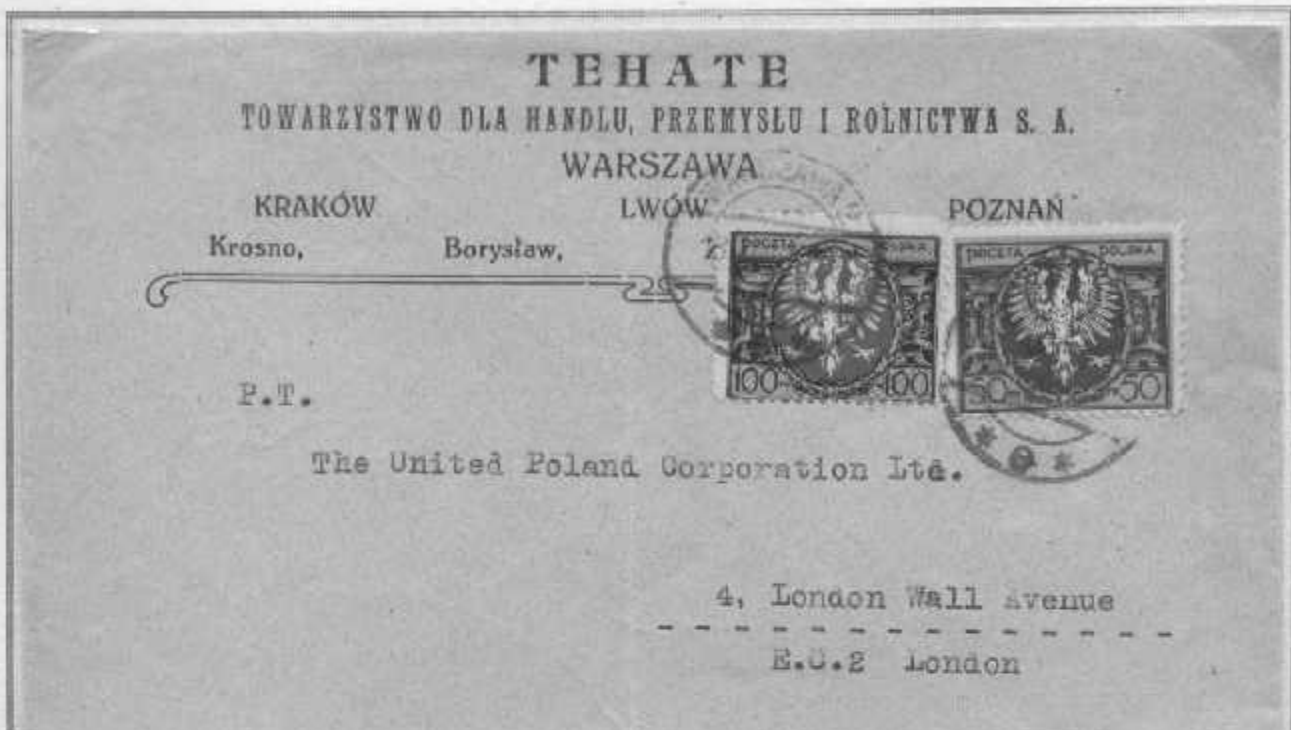 TEHATE
TOWARZYSTWO DLA HANDLU, PRZEMYSŁU I ROLNICTWA S. A.
WARSZAWA
KRAKÓW LWÓW POZNAŃ
Krosno, Borysław,
POCZTA POLSKA POCZTA POLSKA
100 100 50 50
P.T.
The United Poland Corporation Ltd.
4, London Wall Avenue
E.C.2 London